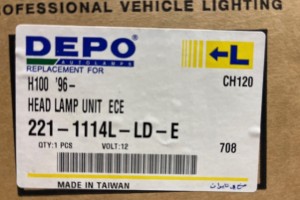 PROFESSIONAL VEHICLE LIGHTING
DEPO
AUTOLAMPS
L
REPLACEMENT FOR
H100 '96-
CH120
HEAD LAMP UNIT ECE
221-1114L-LD-E
QTY:1 PCS
VOLT:12
708
MADE IN TAIWAN